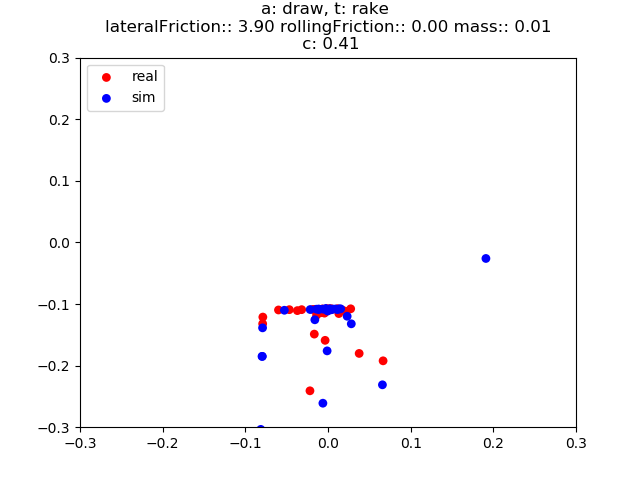 a: draw, t: rake
lateralFriction:: 3.90 rollingFriction:: 0.00 mass:: 0.01
c: 0.41
real
sim
0.3
0.2
0.1
0.0
−0.1
−0.2
−0.3
−0.3
−0.2
−0.1
0.0
0.1
0.2
0.3